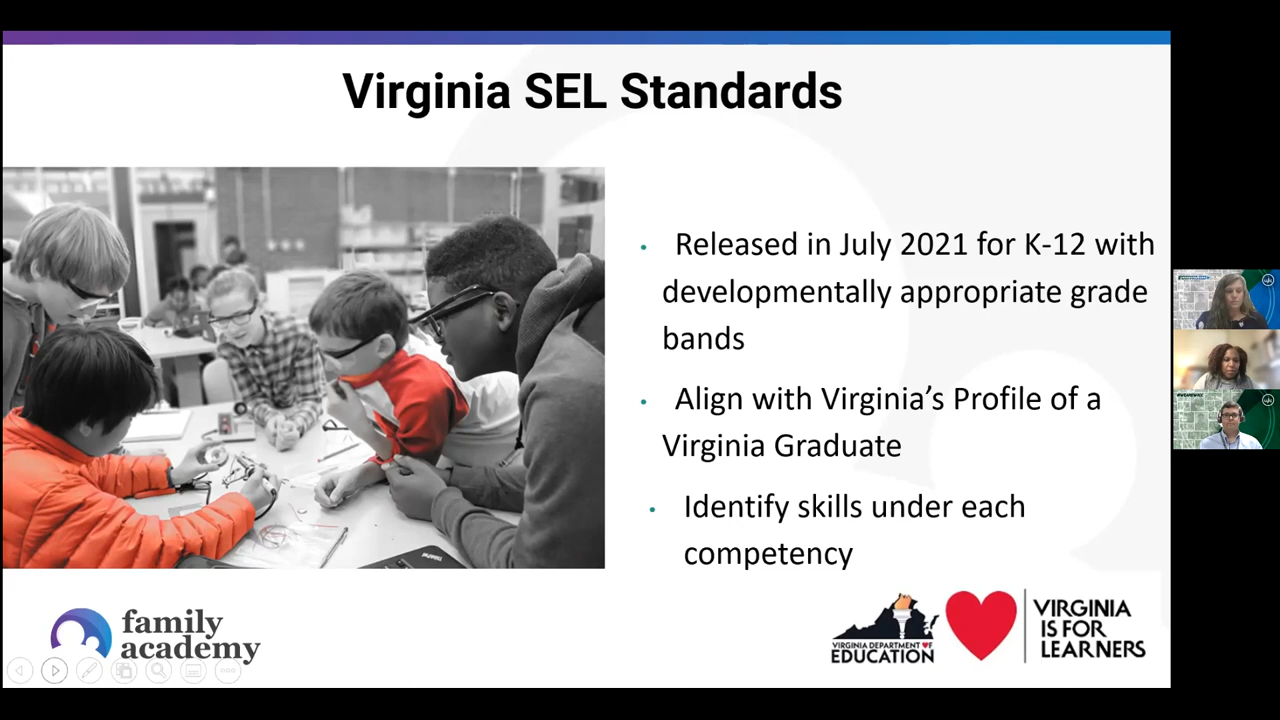 Virginia SEL Standards
• Released in July 2021 for K-12 with
developmentally appropriate grade
bands
• Align with Virginia’s Profile of a
Virginia Graduate
• Identify skills under each
competency
family
academy
VIRGINIA DEPARTMENT OF
EDUCATION
VIRGINIA
IS FOR
LEARNERS
ThinkPad